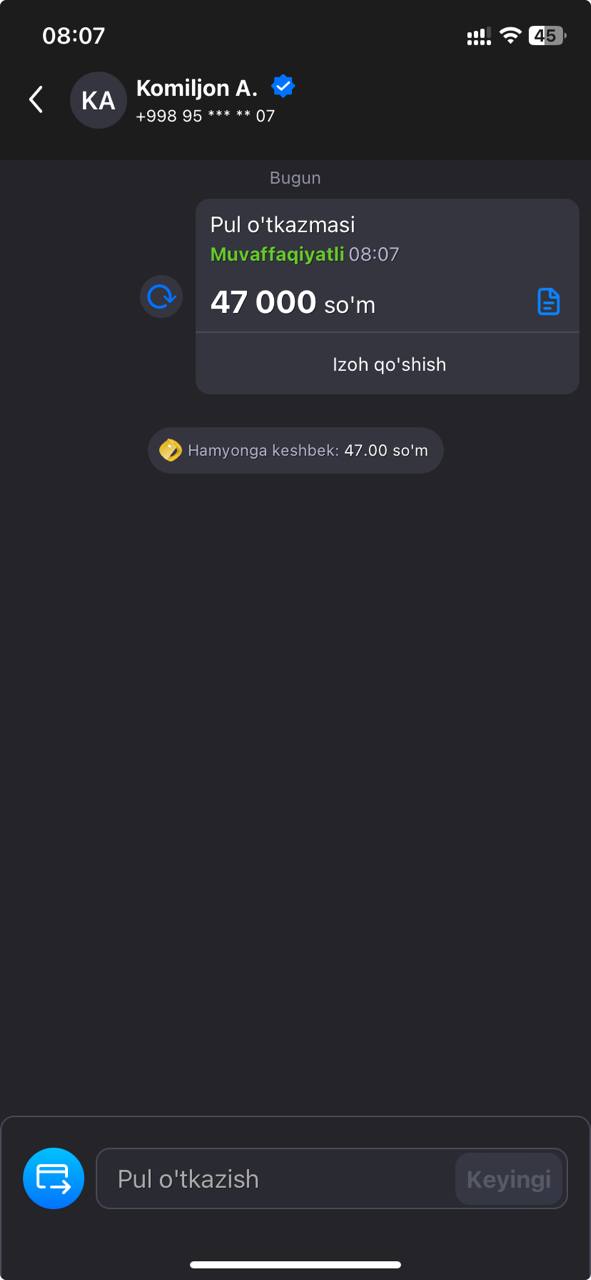 08:07
45
KA
Komiljon A.
+998 95 *** ** 07
Bugun
Pul o'tkazmasi
Muvaffaqiyatli 08:07
47 000 so'm
Izoh qo'shish
Hamyonga keshbek: 47.00 so'm
Pul o'tkazish
Keyingi